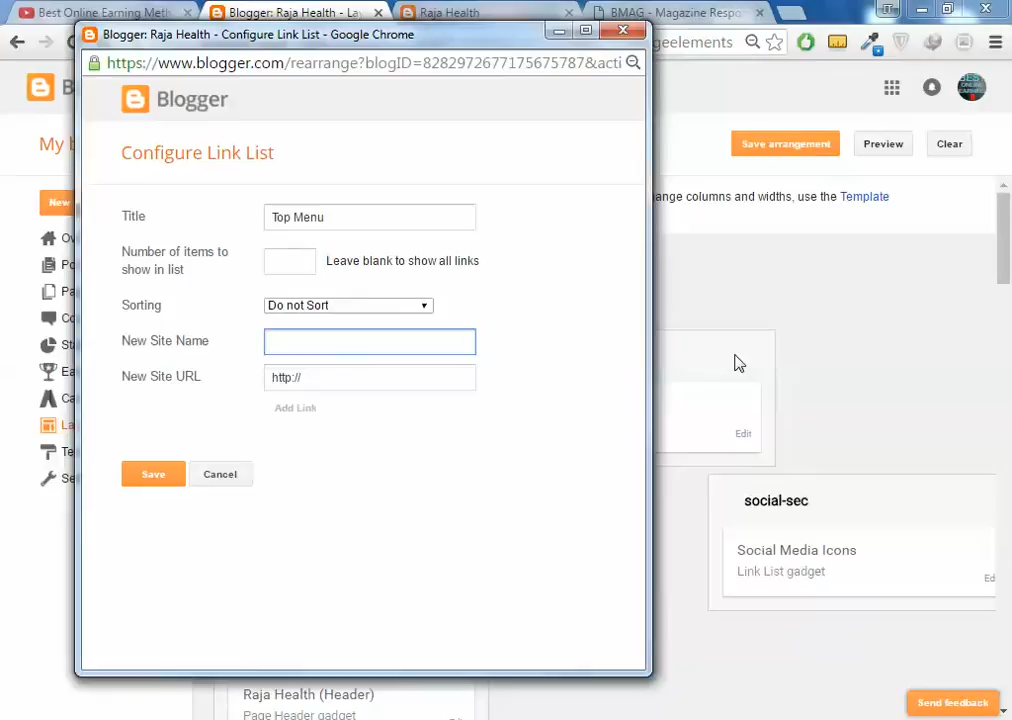 Best Online Earning Meth
Blogger: Raja Health - La
Raja Health
BMAG - Magazine Respo
Blogger: Raja Health - Configure Link List - Google Chrome
https://www.blogger.com/rearrange?blogID=8282972677175675787&acti
geelements
Blogger
My b
Configure Link List
Save arrangement
Preview
Clear
ange columns and widths, use the Template
New
Title
Top Menu
Number of items to
show in list
Leave blank to show all links
Sorting
Do not Sort
New Site Name
New Site URL
http://
Add Link
Save
Cancel
Edit
social-sec
Social Media Icons
Link List gadget
Ed
Raja Health (Header)
Page Header gadget
Send feedback